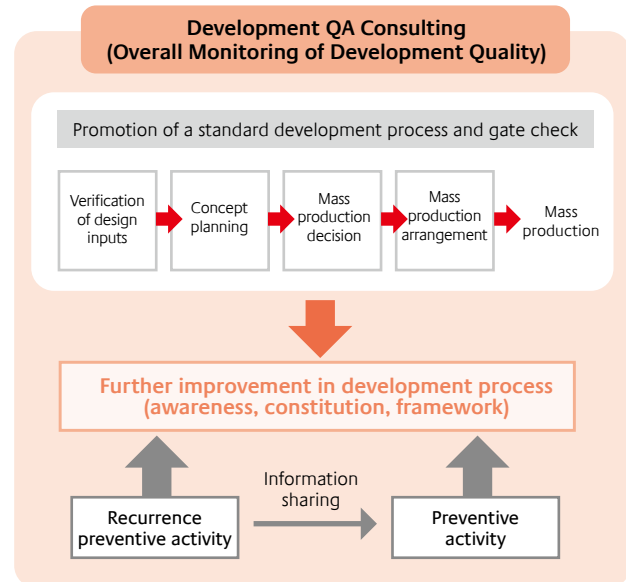 Development QA Consulting
(Overall Monitoring of Development Quality)
Promotion of a standard development process and gate check
Verification
of design
inputs
Concept
planning
Mass
production
decision
Mass
production
arrangement
Mass
production
Further improvement in development process
(awareness, constitution, framework)
Information
sharing
Recurrence
preventive activity
Preventive
activity